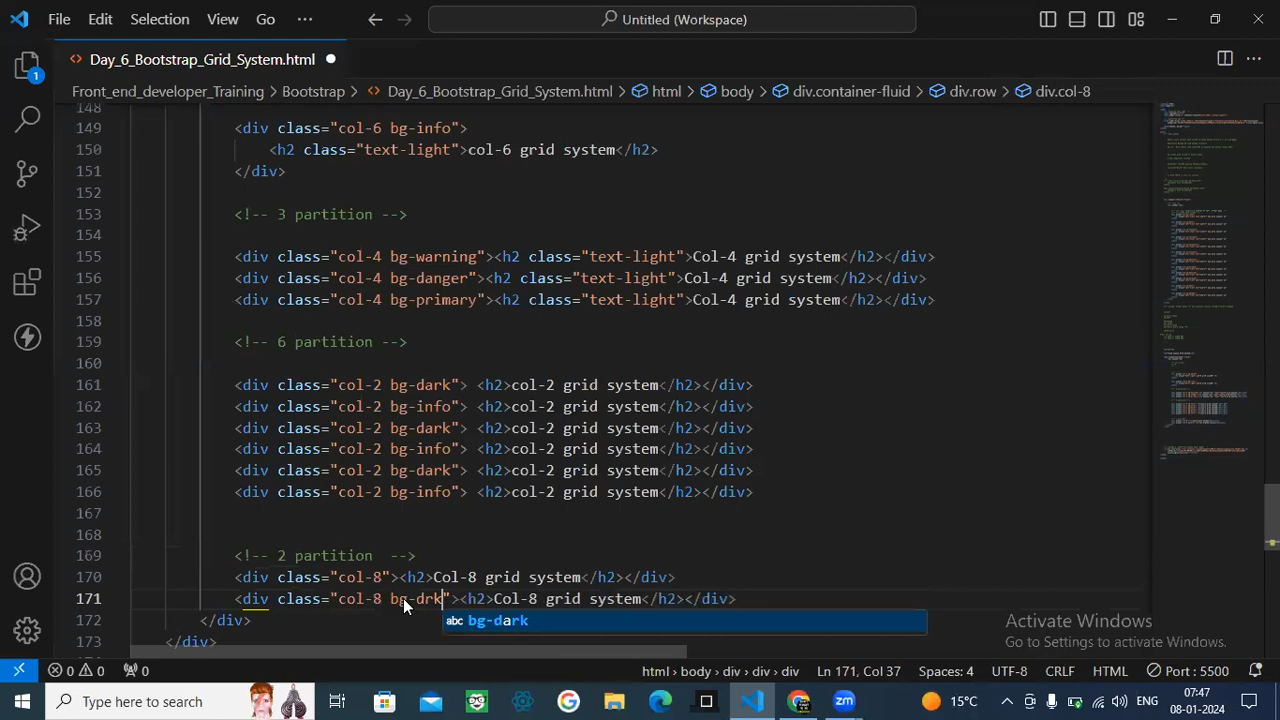 File Edit Selection View Go ··· Untitled (Workspace)
Day_6_Bootstrap_Grid_System.html
1
Front_end_developer_Training > Bootstrap > Day_6_Bootstrap_Grid_System.html > html > body > div.container-fluid > div.row > div.col-8
148
149 <div class="col-6 bg-info">
150 <h2 class="text-light">Col-6 grid system</h2>
151 </div>
152
153 <!-- 3 partition -->
154
155 <div class="col-4 bg-warning"><h2 class="text-light">Col-4 grid system</h2></div>
156 <div class="col-4 bg-danger"><h2 class="text-light">Col-4 grid system</h2></div>
157 <div class="col-4 bg-primary"><h2 class="text-light">Col-4 grid system</h2></div>
158
159 <!-- 6 partition -->
160
161 <div class="col-2 bg-dark"> <h2>col-2 grid system</h2></div>
162 <div class="col-2 bg-info"> <h2>col-2 grid system</h2></div>
163 <div class="col-2 bg-dark"> <h2>col-2 grid system</h2></div>
164 <div class="col-2 bg-info"> <h2>col-2 grid system</h2></div>
165 <div class="col-2 bg-dark"> <h2>col-2 grid system</h2></div>
166 <div class="col-2 bg-info"> <h2>col-2 grid system</h2></div>
167
168
169 <!-- 2 partition -->
170 <div class="col-8"><h2>Col-8 grid system</h2></div>
171 <div class="col-8 bg-drk"><h2>Col-8 grid system</h2></div>
abc bg-dark
172 </div>
173 </div>
Activate Windows
Go to Settings to activate Windows.
0 0 0 html > body > div > div > div Ln 171, Col 37 Spaces: 4 UTF-8 CRLF HTML Port : 5500
Type here to search 15°C ENG 07:47
08-01-2024